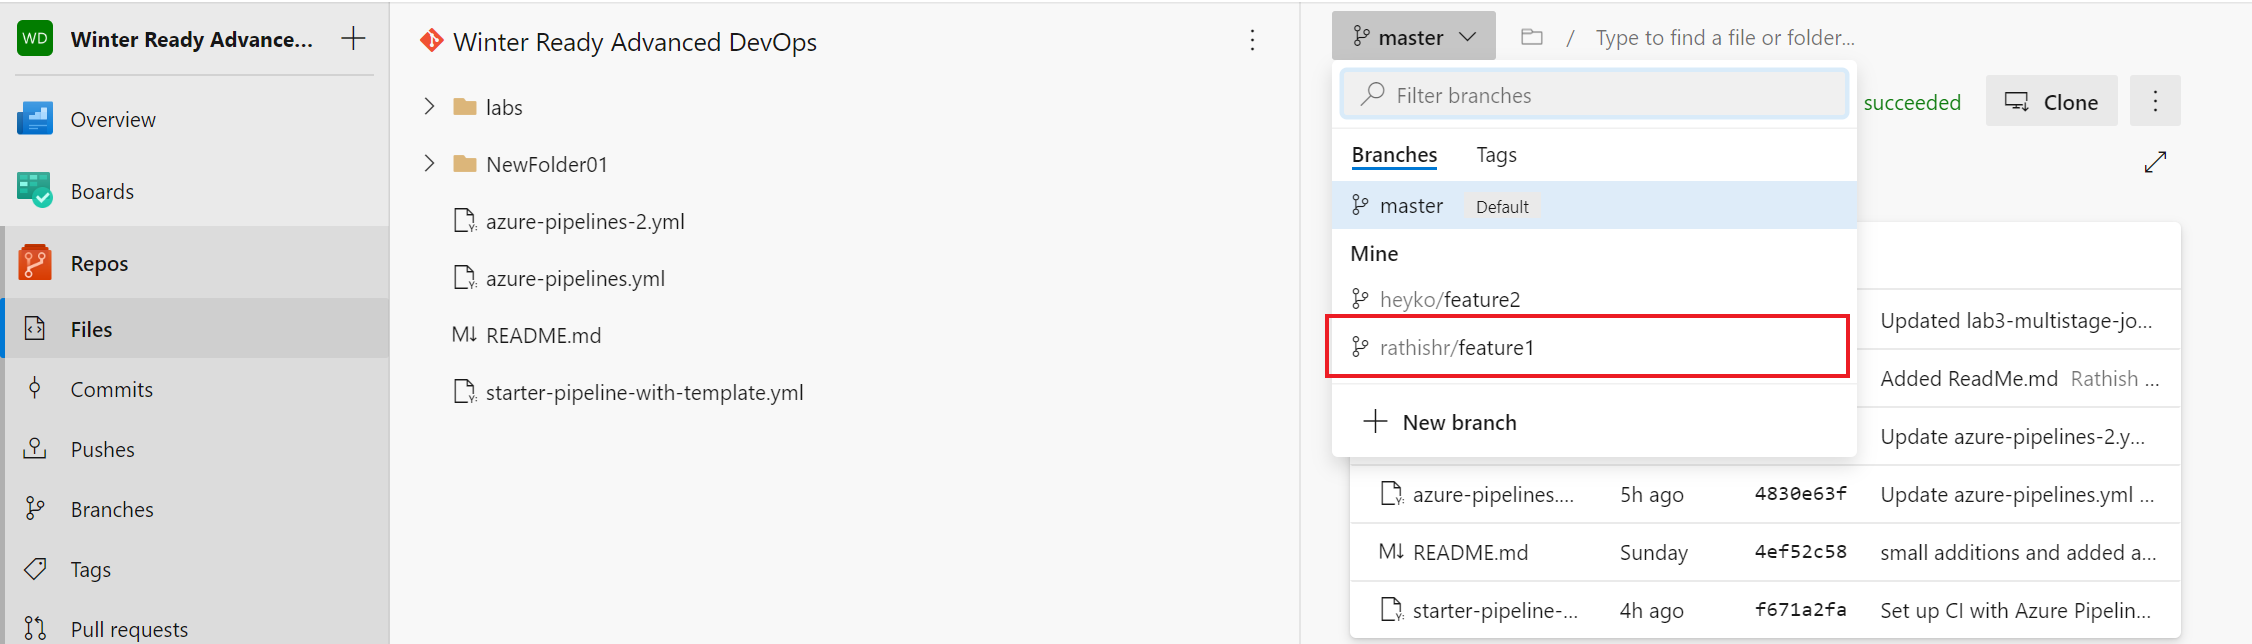 WD Winter Ready Advance...
Overview
Boards
Repos
Files
Commits
Pushes
Branches
Tags
Pull requests
Winter Ready Advanced DevOps
labs
NewFolder01
azure-pipelines-2.yml
azure-pipelines.yml
M↓ README.md
starter-pipeline-with-template.yml
master / Type to find a file or folder...
Filter branches
succeeded Clone
Branches Tags
master Default
Mine
heyko/feature2
rathishr/feature1
New branch
Updated lab3-multistage-jo...
Added ReadMe.md Rathish ...
Update azure-pipelines-2.y...
azure-pipelines.... 5h ago 4830e63f Update azure-pipelines.yml ...
M↓ README.md Sunday 4ef52c58 small additions and added a...
starter-pipeline-... 4h ago f671a2fa Set up CI with Azure Pipelin...